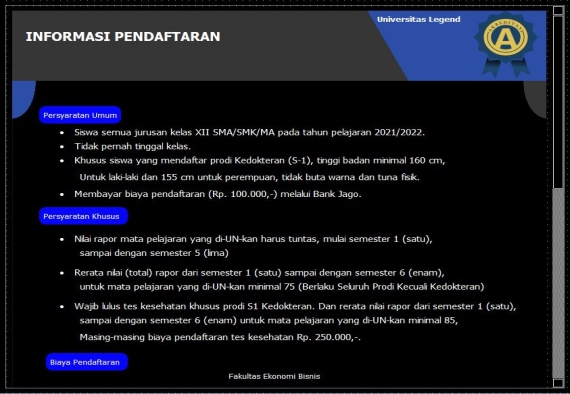 Universitas Legend
INFORMASI PENDAFTARAN
AKREDITASI
A
Persyaratan Umum
• Siswa semua jurusan kelas XII SMA/SMK/MA pada tahun pelajaran 2021/2022.
• Tidak pernah tinggal kelas.
• Khusus siswa yang mendaftar prodi Kedokteran (S-1), tinggi badan minimal 160 cm,
Untuk laki-laki dan 155 cm untuk perempuan, tidak buta warna dan tuna fisik.
• Membayar biaya pendaftaran (Rp. 100.000,-) melalui Bank Jago.
Persyaratan Khusus
• Nilai rapor mata pelajaran yang di-UN-kan harus tuntas, mulai semester 1 (satu),
sampai dengan semester 5 (lima)
• Rerata nilai (total) rapor dari semester 1 (satu) sampai dengan semester 6 (enam),
untuk mata pelajaran yang di-UN-kan minimal 75 (Berlaku Seluruh Prodi Kecuali Kedokteran)
• Wajib lulus tes kesehatan khusus prodi S1 Kedokteran. Dan rerata nilai rapor dari semester 1 (satu),
sampai dengan semester 6 (enam) untuk mata pelajaran yang di-UN-kan minimal 85,
Masing-masing biaya pendaftaran tes kesehatan Rp. 250.000,-.
Biaya Pendaftaran
Fakultas Ekonomi Bisnis